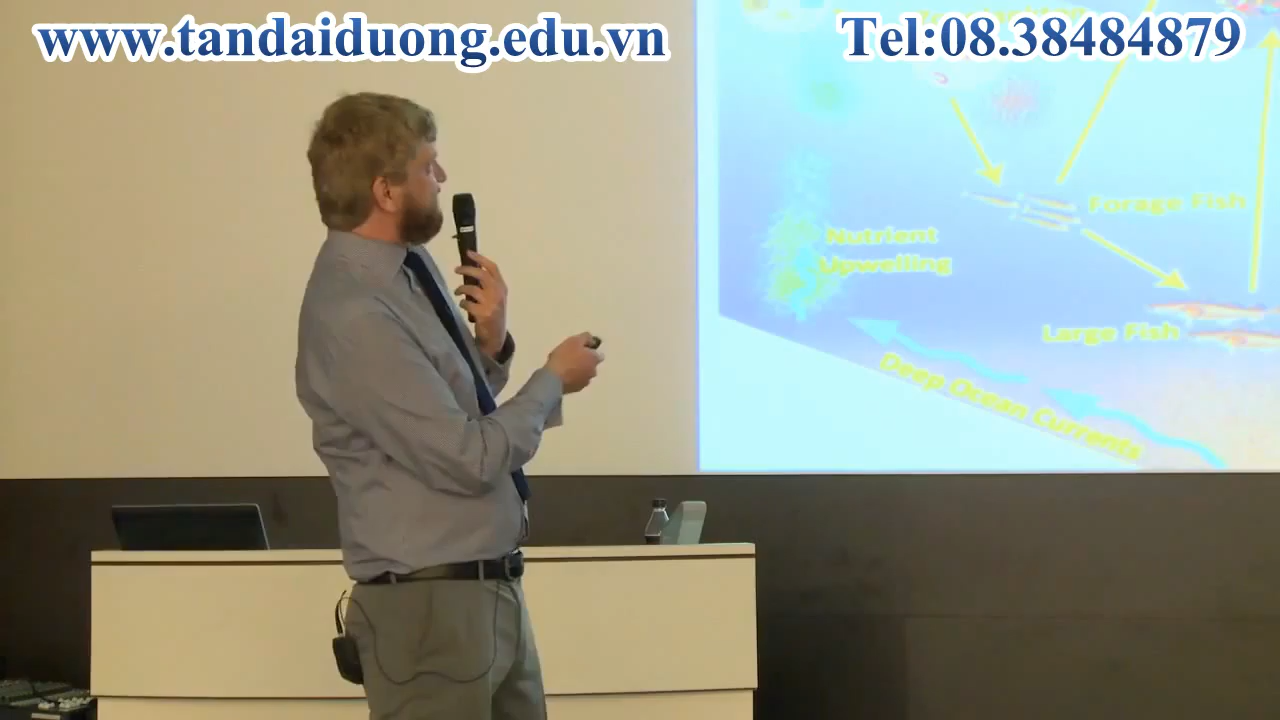 www.tandaiduong.edu.vn
Tel:08.38484879
Forage Fish
Nutrient
Upwelling
Large Fish
Deep Ocean Currents